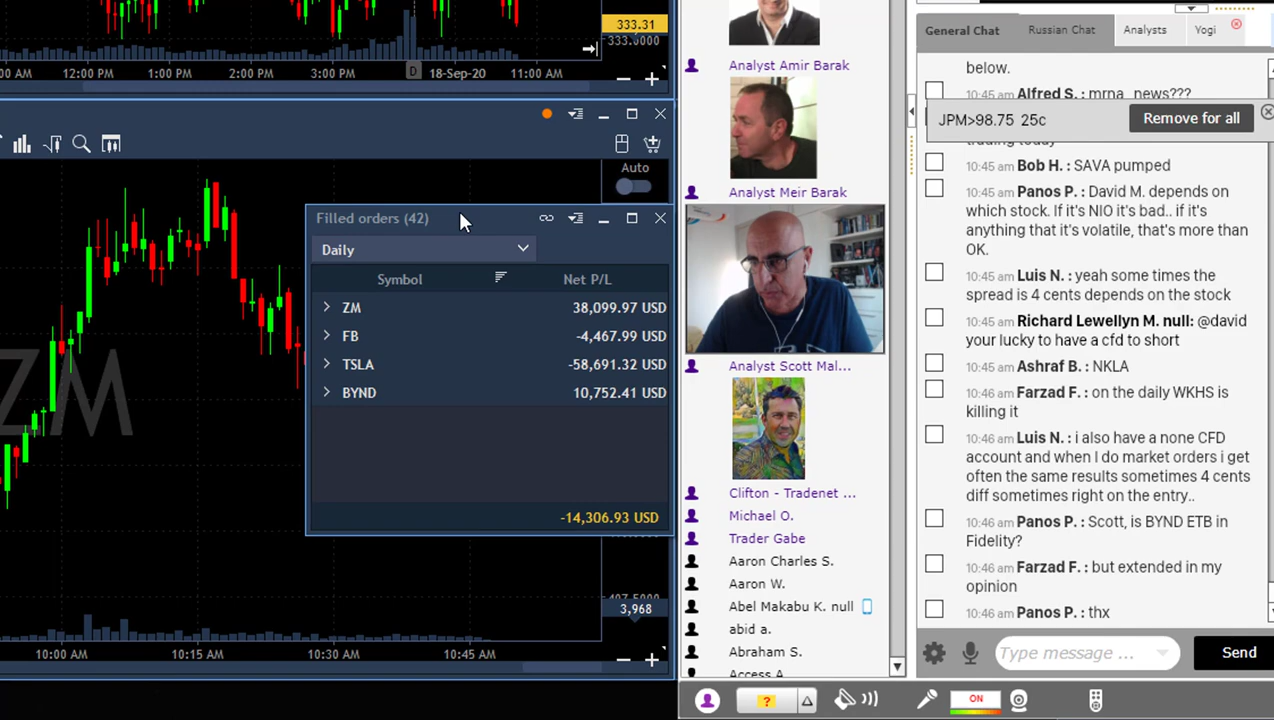 333.31
333.0000
00 AM 12:00 PM 1:00 PM 2:00 PM 3:00 PM D 18-Sep-20 11:00 AM
Auto
ZM
Filled orders (42)
Daily
Symbol Net P/L
ZM 38,099.97 USD
FB -4,467.99 USD
TSLA -58,691.32 USD
BYND 10,752.41 USD
-14,306.93 USD
3,968
10:00 AM 10:15 AM 10:30 AM 10:45 AM
Analyst Amir Barak
Analyst Meir Barak
Analyst Scott Mal...
Clifton - Tradenet ...
Michael O.
Trader Gabe
Aaron Charles S.
Aaron W.
Abel Makabu K. null
abid a.
Abraham S.
Access A
General Chat Russian Chat Analysts Yogi
below.
10:45 am Alfred S. : mrna news???
JPM>98.75 25c Remove for all
trading today
10:45 am Bob H. : SAVA pumped
10:45 am Panos P. : David M. depends on
which stock. If it's NIO it's bad.. if it's
anything that it's volatile, that's more than
OK.
10:45 am Luis N. : yeah some times the
spread is 4 cents depends on the stock
10:45 am Richard Lewellyn M. null: @david
your lucky to have a cfd to short
10:45 am Ashraf B. : NKLA
10:46 am Farzad F. : on the daily WKHS is
killing it
10:46 am Luis N. : i also have a none CFD
account and when I do market orders i get
often the same results sometimes 4 cents
diff sometimes right on the entry..
10:46 am Panos P. : Scott, is BYND ETB in
Fidelity?
10:46 am Farzad F. : but extended in my
opinion
10:46 am Panos P. : thx
Type message ... Send
? ON